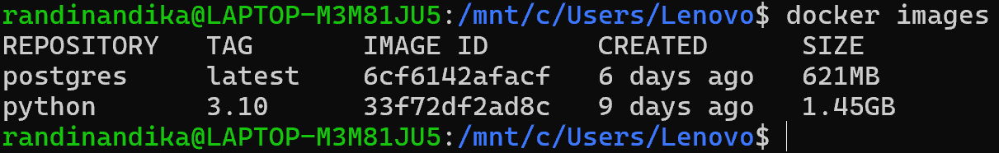 randinandika@LAPTOP-M3M81JU5:/mnt/c/Users/Lenovo$ docker images
REPOSITORY   TAG       IMAGE ID       CREATED      SIZE
postgres     latest    6cf6142afacf   6 days ago   621MB
python       3.10      33f72df2ad8c   9 days ago   1.45GB
randinandika@LAPTOP-M3M81JU5:/mnt/c/Users/Lenovo$